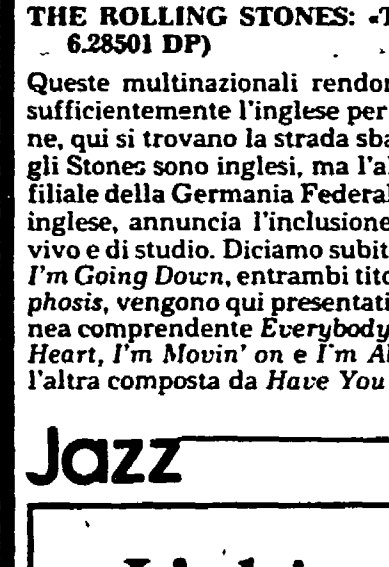 THE ROLLING STONES: «T
6.28501 DP)
Queste multinazionali rendon
sufficientemente l'inglese per
ne, qui si trovano la strada sba
gli Stones sono inglesi, ma l'a
filiale della Germania Federal
inglese, annuncia l'inclusione
vivo e di studio. Diciamo subit
I'm Going Down, entrambi tito
phosis, vengono qui presentati
nea comprendente Everybody
Heart, I'm Movin' on e I'm Al
l'altra composta da Have You
Jazz